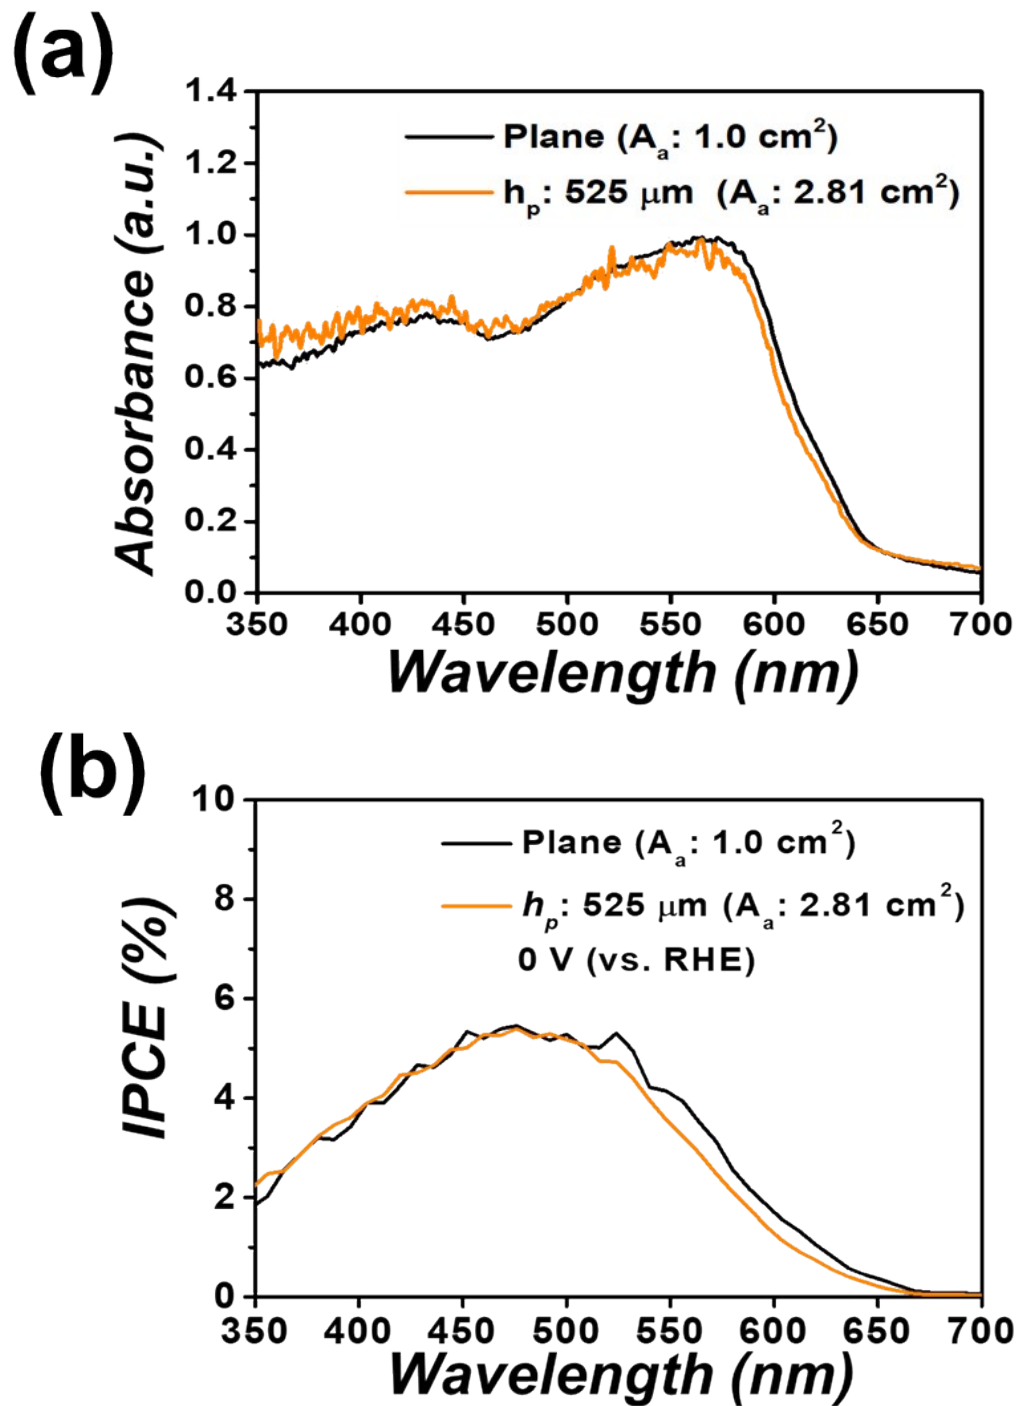 (a)
1.4
1.2
1.0
0.8
0.6
0.4
0.2
0.0
Absorbance (a.u.)
Plane (Aa: 1.0 cm²)
hp: 525 μm (Aa: 2.81 cm²)
350 400 450 500 550 600 650 700
Wavelength (nm)
(b)
10
8
6
4
2
0
IPCE (%)
Plane (Aa: 1.0 cm²)
hp: 525 μm (Aa: 2.81 cm²)
0 V (vs. RHE)
350 400 450 500 550 600 650 700
Wavelength (nm)